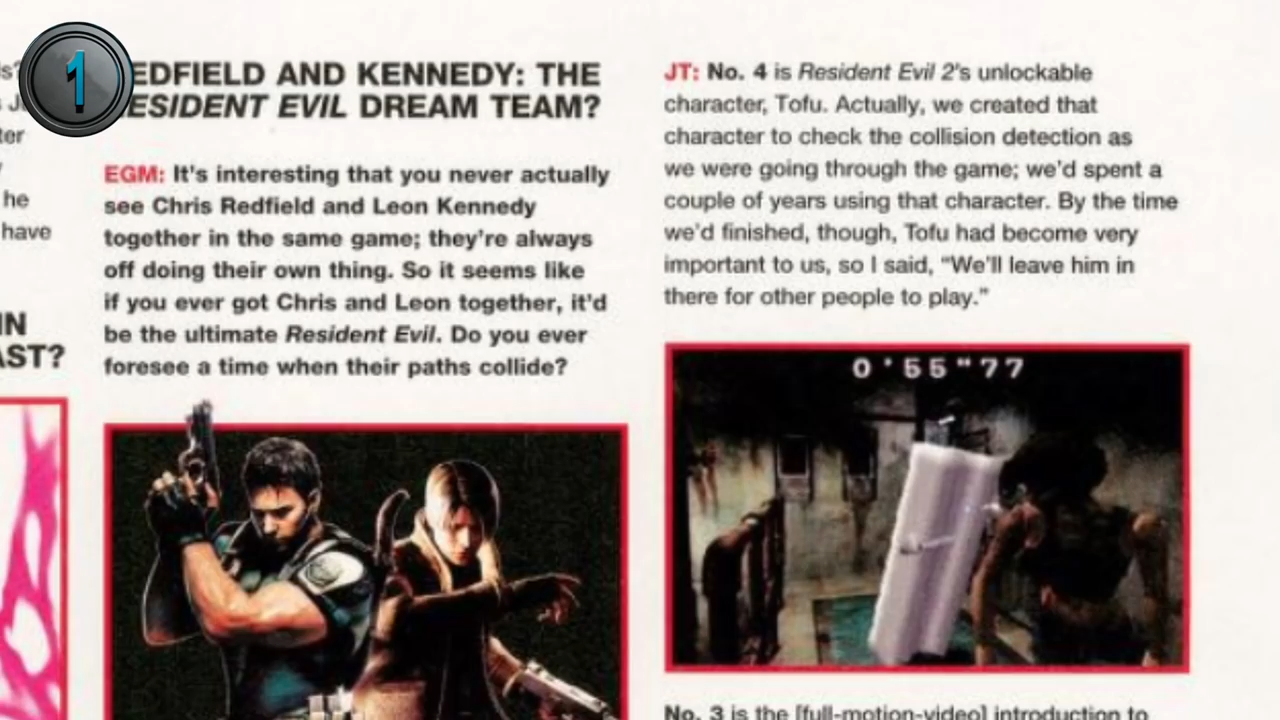 1
s?
J
ter
he
have
IN
AST?
EDFIELD AND KENNEDY: THE
ESIDENT EVIL DREAM TEAM?
EGM: It's interesting that you never actually
see Chris Redfield and Leon Kennedy
together in the same game; they're always
off doing their own thing. So it seems like
if you ever got Chris and Leon together, it'd
be the ultimate Resident Evil. Do you ever
foresee a time when their paths collide?
JT: No. 4 is Resident Evil 2's unlockable
character, Tofu. Actually, we created that
character to check the collision detection as
we were going through the game; we'd spent a
couple of years using that character. By the time
we'd finished, though, Tofu had become very
important to us, so I said, “We'll leave him in
there for other people to play.”
0'55"77
No. 3 is the [full-motion-video] introduction to